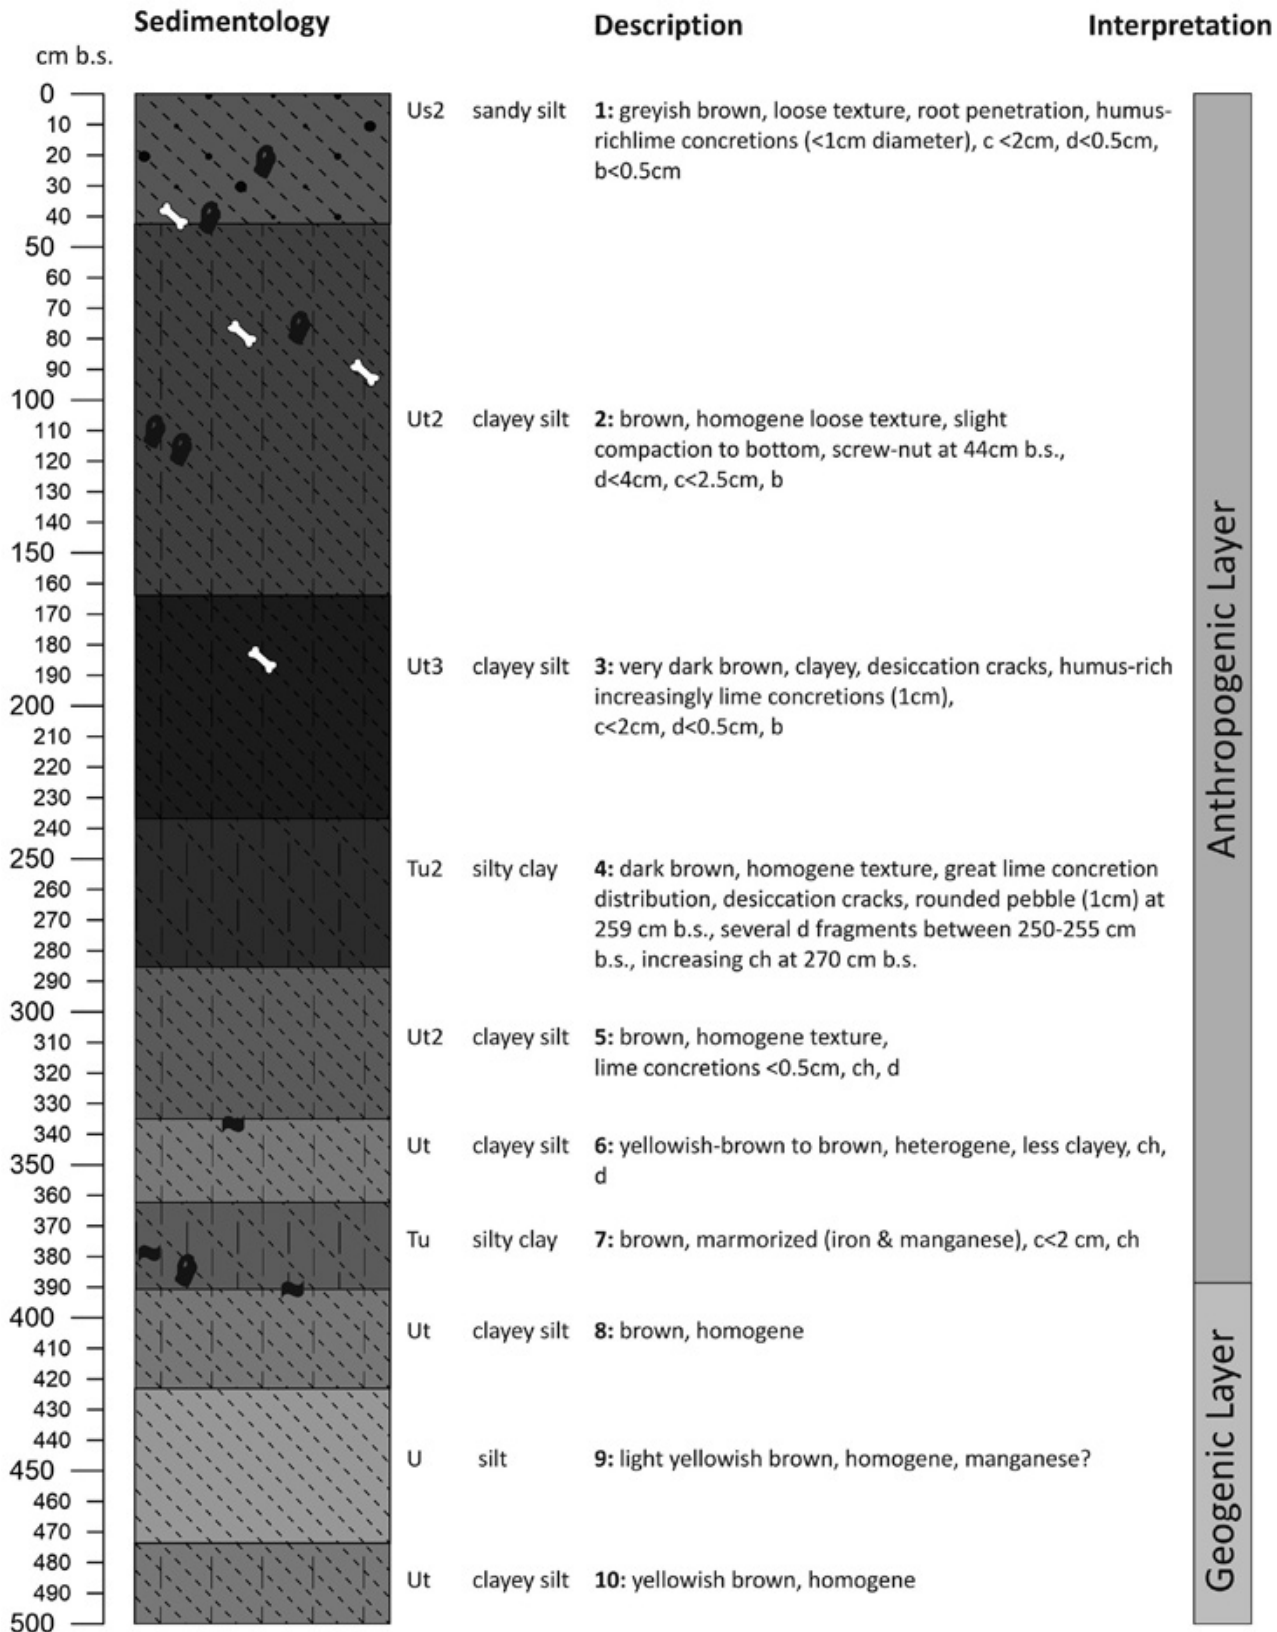 Sedimentology Description Interpretation
cm b.s.
0
10
20
30
40
50
60
70
80
90
100
110
120
130
140
150
160
170
180
190
200
210
220
230
240
250
260
270
280
290
300
310
320
330
340
350
360
370
380
390
400
410
420
430
440
450
460
470
480
490
500
Us2 sandy silt 1: greyish brown, loose texture, root penetration, humus-
richlime concretions (<1cm diameter), c <2cm, d<0.5cm,
b<0.5cm
Ut2 clayey silt 2: brown, homogene loose texture, slight
compaction to bottom, screw-nut at 44cm b.s.,
d<4cm, c<2.5cm, b
Ut3 clayey silt 3: very dark brown, clayey, desiccation cracks, humus-rich
increasingly lime concretions (1cm),
c<2cm, d<0.5cm, b
Tu2 silty clay 4: dark brown, homogene texture, great lime concretion
distribution, desiccation cracks, rounded pebble (1cm) at
259 cm b.s., several d fragments between 250-255 cm
b.s., increasing ch at 270 cm b.s.
Ut2 clayey silt 5: brown, homogene texture,
lime concretions <0.5cm, ch, d
Ut clayey silt 6: yellowish-brown to brown, heterogene, less clayey, ch,
d
Tu silty clay 7: brown, marmorized (iron & manganese), c<2 cm, ch
Ut clayey silt 8: brown, homogene
U silt 9: light yellowish brown, homogene, manganese?
Ut clayey silt 10: yellowish brown, homogene
Anthropogenic Layer
Geogenic Layer